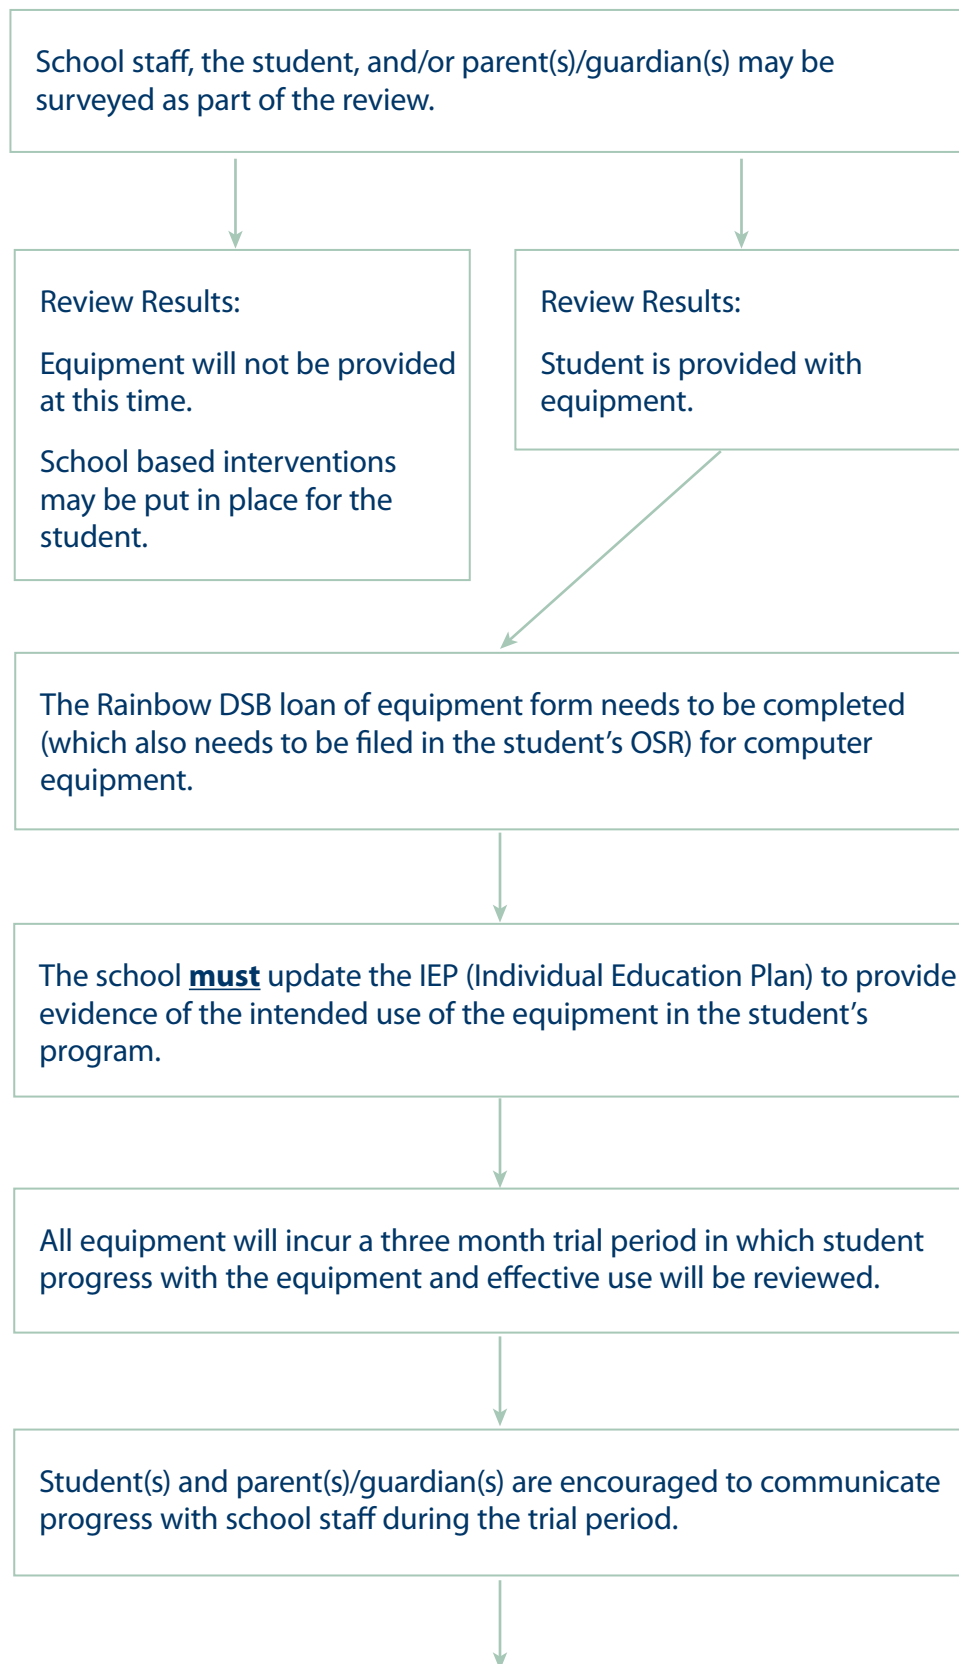 School staff, the student, and/or parent(s)/guardian(s) may be
surveyed as part of the review.
Review Results:
Equipment will not be provided
at this time.
School based interventions
may be put in place for the
student.
Review Results:
Student is provided with
equipment.
The Rainbow DSB loan of equipment form needs to be completed
(which also needs to be filed in the student’s OSR) for computer
equipment.
The school must update the IEP (Individual Education Plan) to provide
evidence of the intended use of the equipment in the student’s
program.
All equipment will incur a three month trial period in which student
progress with the equipment and effective use will be reviewed.
Student(s) and parent(s)/guardian(s) are encouraged to communicate
progress with school staff during the trial period.